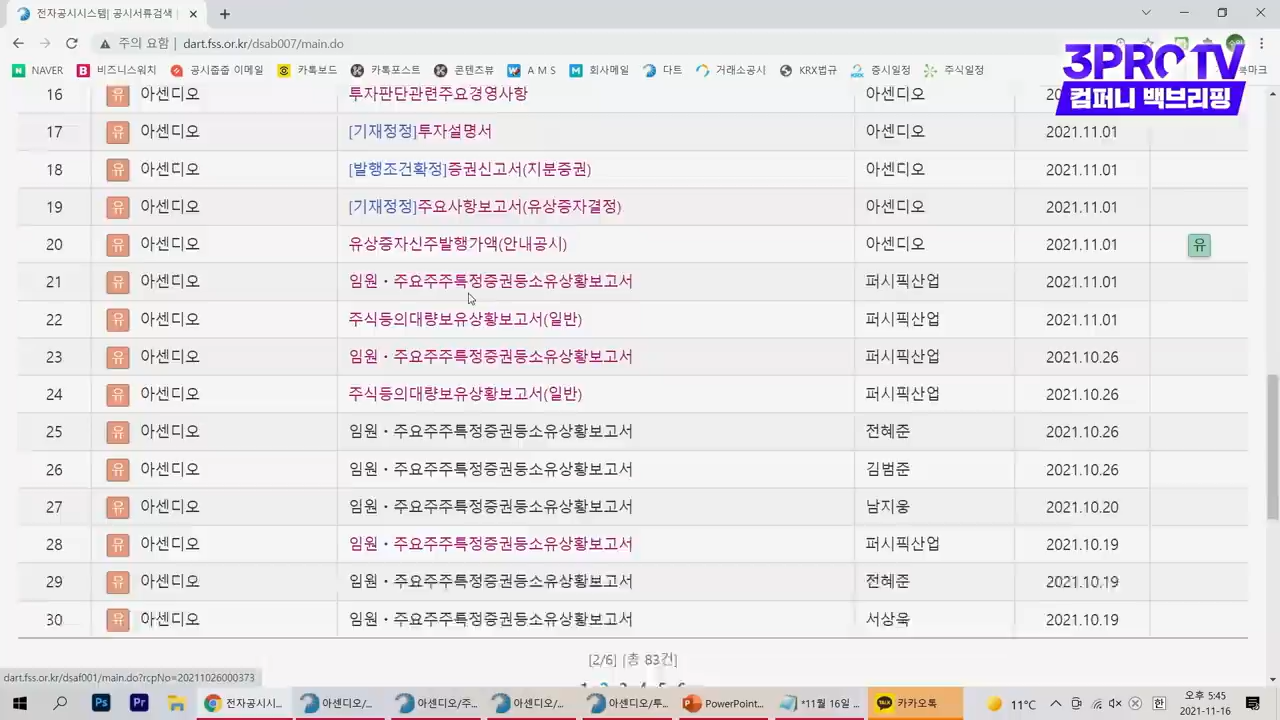 전자공시시스템| 공시서류검색 |
주의 요함 | dart.fss.or.kr/dsab007/main.do
3PROTV
컴퍼니 백브리핑
NAVER 비즈니스워치 공시줍줍 이메일 카톡보드 카톡포스트 콘텐츠뷰 A M S 회사메일 다트 거래소공시 KRX법규 증시일정 주식일정 북마크
16 유 아센디오 투자판단관련주요경영사항 아센디오
17 유 아센디오 [기재정정]투자설명서 아센디오 2021.11.01
18 유 아센디오 [발행조건확정]증권신고서(지분증권) 아센디오 2021.11.01
19 유 아센디오 [기재정정]주요사항보고서(유상증자결정) 아센디오 2021.11.01
20 유 아센디오 유상증자신주발행가액(안내공시) 아센디오 2021.11.01 유
21 유 아센디오 임원ㆍ주요주주특정증권등소유상황보고서 퍼시픽산업 2021.11.01
22 유 아센디오 주식등의대량보유상황보고서(일반) 퍼시픽산업 2021.11.01
23 유 아센디오 임원ㆍ주요주주특정증권등소유상황보고서 퍼시픽산업 2021.10.26
24 유 아센디오 주식등의대량보유상황보고서(일반) 퍼시픽산업 2021.10.26
25 유 아센디오 임원ㆍ주요주주특정증권등소유상황보고서 전혜준 2021.10.26
26 유 아센디오 임원ㆍ주요주주특정증권등소유상황보고서 김범준 2021.10.26
27 유 아센디오 임원ㆍ주요주주특정증권등소유상황보고서 남지웅 2021.10.20
28 유 아센디오 임원ㆍ주요주주특정증권등소유상황보고서 퍼시픽산업 2021.10.19
29 유 아센디오 임원ㆍ주요주주특정증권등소유상황보고서 전혜준 2021.10.19
30 유 아센디오 임원ㆍ주요주주특정증권등소유상황보고서 서상욱 2021.10.19
[2/6] [총 83건]
dart.fss.or.kr/dsaf001/main.do?rcpNo=20211026000373
Ps Pr 전자공시시... 아센디오/... 아센디오/주... 아센디오/... 아센디오/투... PowerPoint... *11월 16일 ... TALK 카카오톡 11°C 한 오후 5:45
2021-11-16